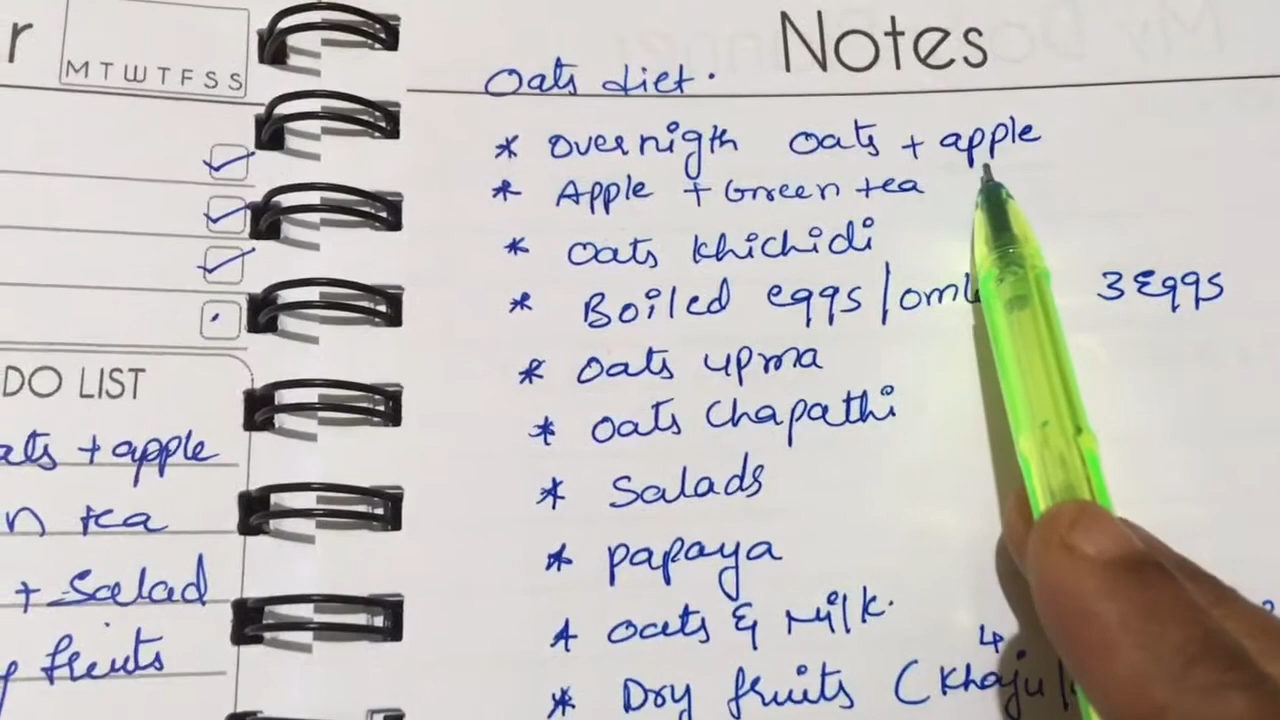 r
M T W T F S S
DO LIST
ats + apple
n tea
+ Salad
y fruits
Notes
Oats diet.
* Overnigth Oats + apple
* Apple + Green tea
* Oats khichidi
* Boiled eggs / oml 3 Eggs
* Oats upma
* Oats Chapathi
* Salads
* papaya
* Oats & Milk.
4
* Dry fruits ( Khaju /